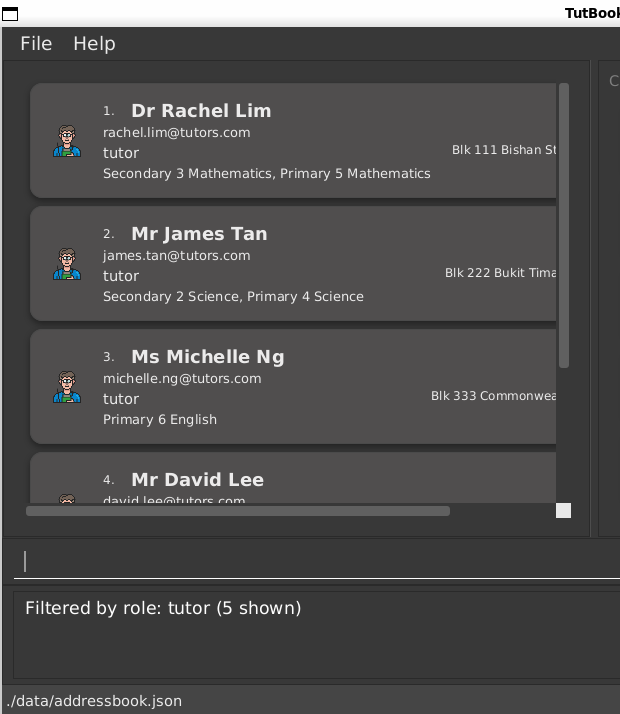 TutBook
File Help
1. Dr Rachel Lim
rachel.lim@tutors.com
tutor
Blk 111 Bishan St
Secondary 3 Mathematics, Primary 5 Mathematics
2. Mr James Tan
james.tan@tutors.com
tutor
Blk 222 Bukit Tima
Secondary 2 Science, Primary 4 Science
3. Ms Michelle Ng
michelle.ng@tutors.com
tutor
Blk 333 Commonwea
Primary 6 English
4. Mr David Lee
david.lee@tutors.com
Filtered by role: tutor (5 shown)
./data/addressbook.json